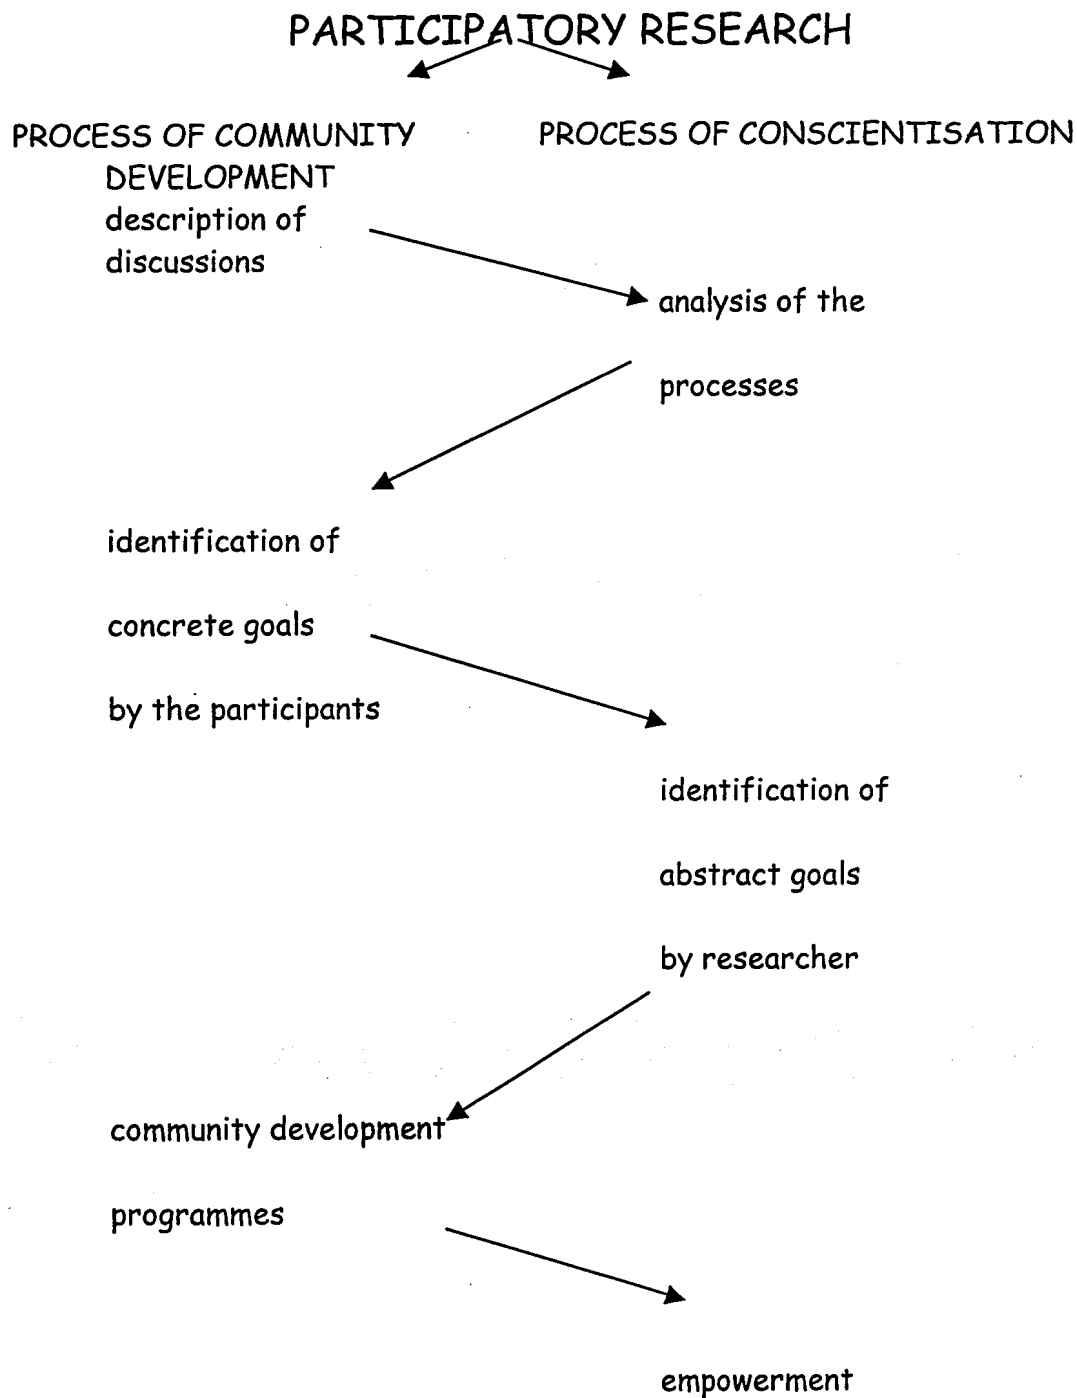 PARTICIPATORY RESEARCH
PROCESS OF COMMUNITY
DEVELOPMENT
PROCESS OF CONSCIENTISATION
description of
discussions
analysis of the
processes
identification of
concrete goals
by the participants
identification of
abstract goals
by researcher
community development
programmes
empowerment